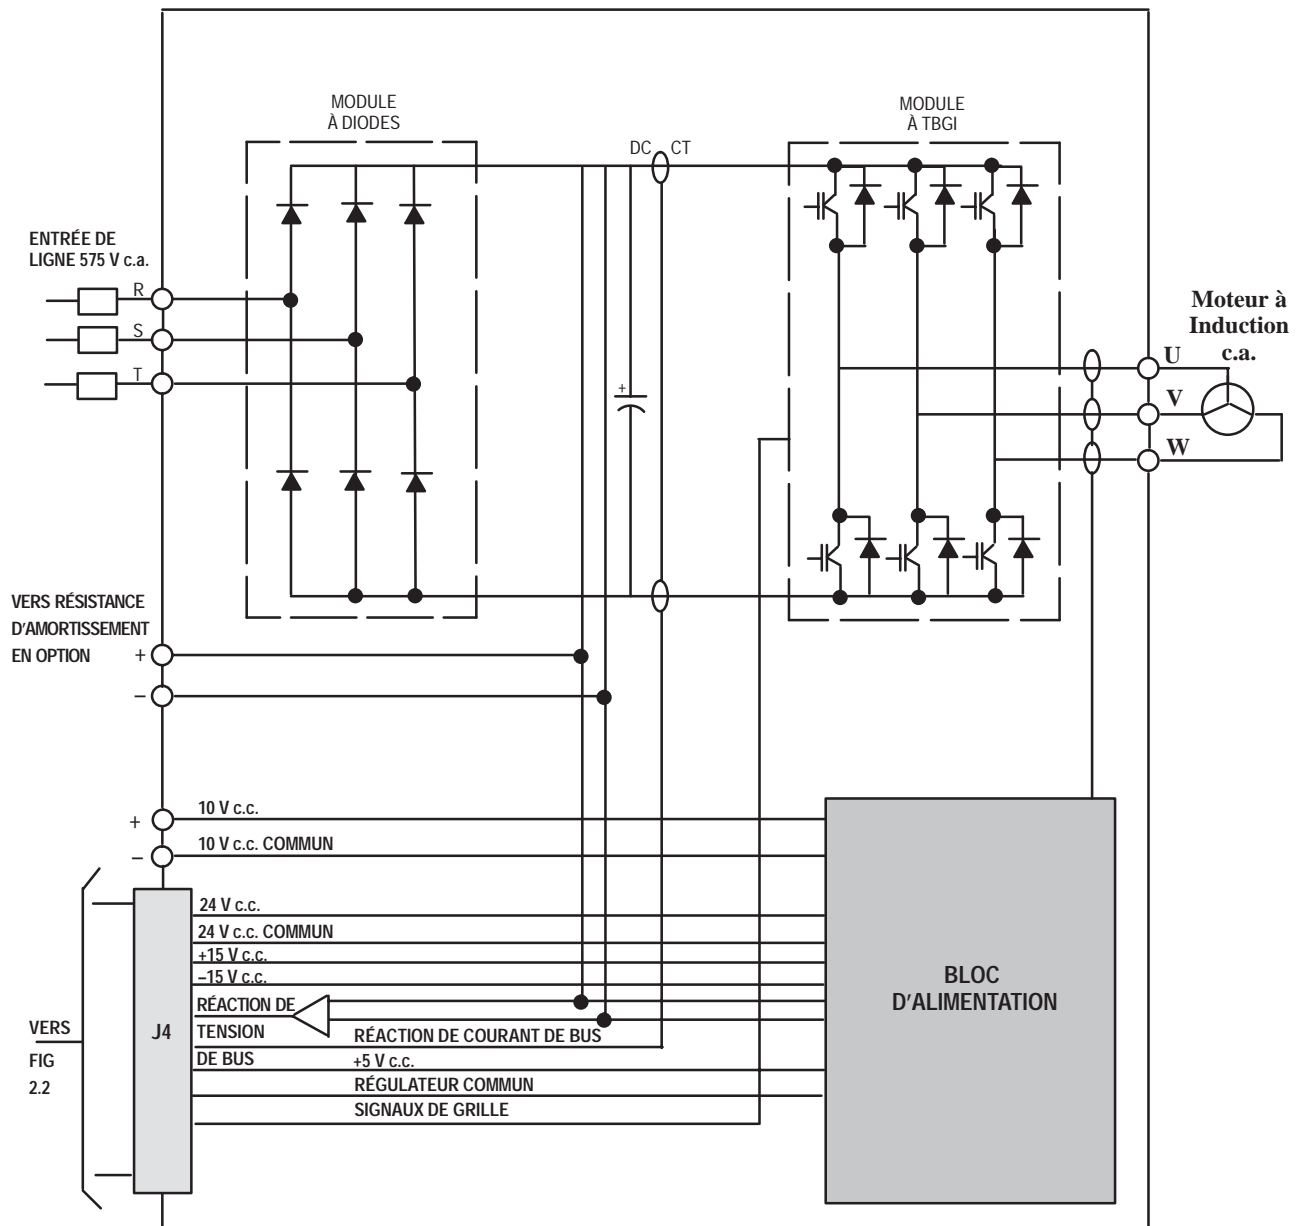 MODULE
À DIODES
MODULE
À TBGI
DC CT
ENTRÉE DE
LIGNE 575 V c.a.
R
S
T
+
Moteur à
Induction
c.a.
U
V
W
VERS RÉSISTANCE
D'AMORTISSEMENT
EN OPTION
+
–
+
10 V c.c.
–
10 V c.c. COMMUN
24 V c.c.
24 V c.c. COMMUN
+15 V c.c.
–15 V c.c.
RÉACTION DE
TENSION
DE BUS
RÉACTION DE COURANT DE BUS
+5 V c.c.
RÉGULATEUR COMMUN
SIGNAUX DE GRILLE
J4
VERS
FIG
2.2
BLOC
D'ALIMENTATION